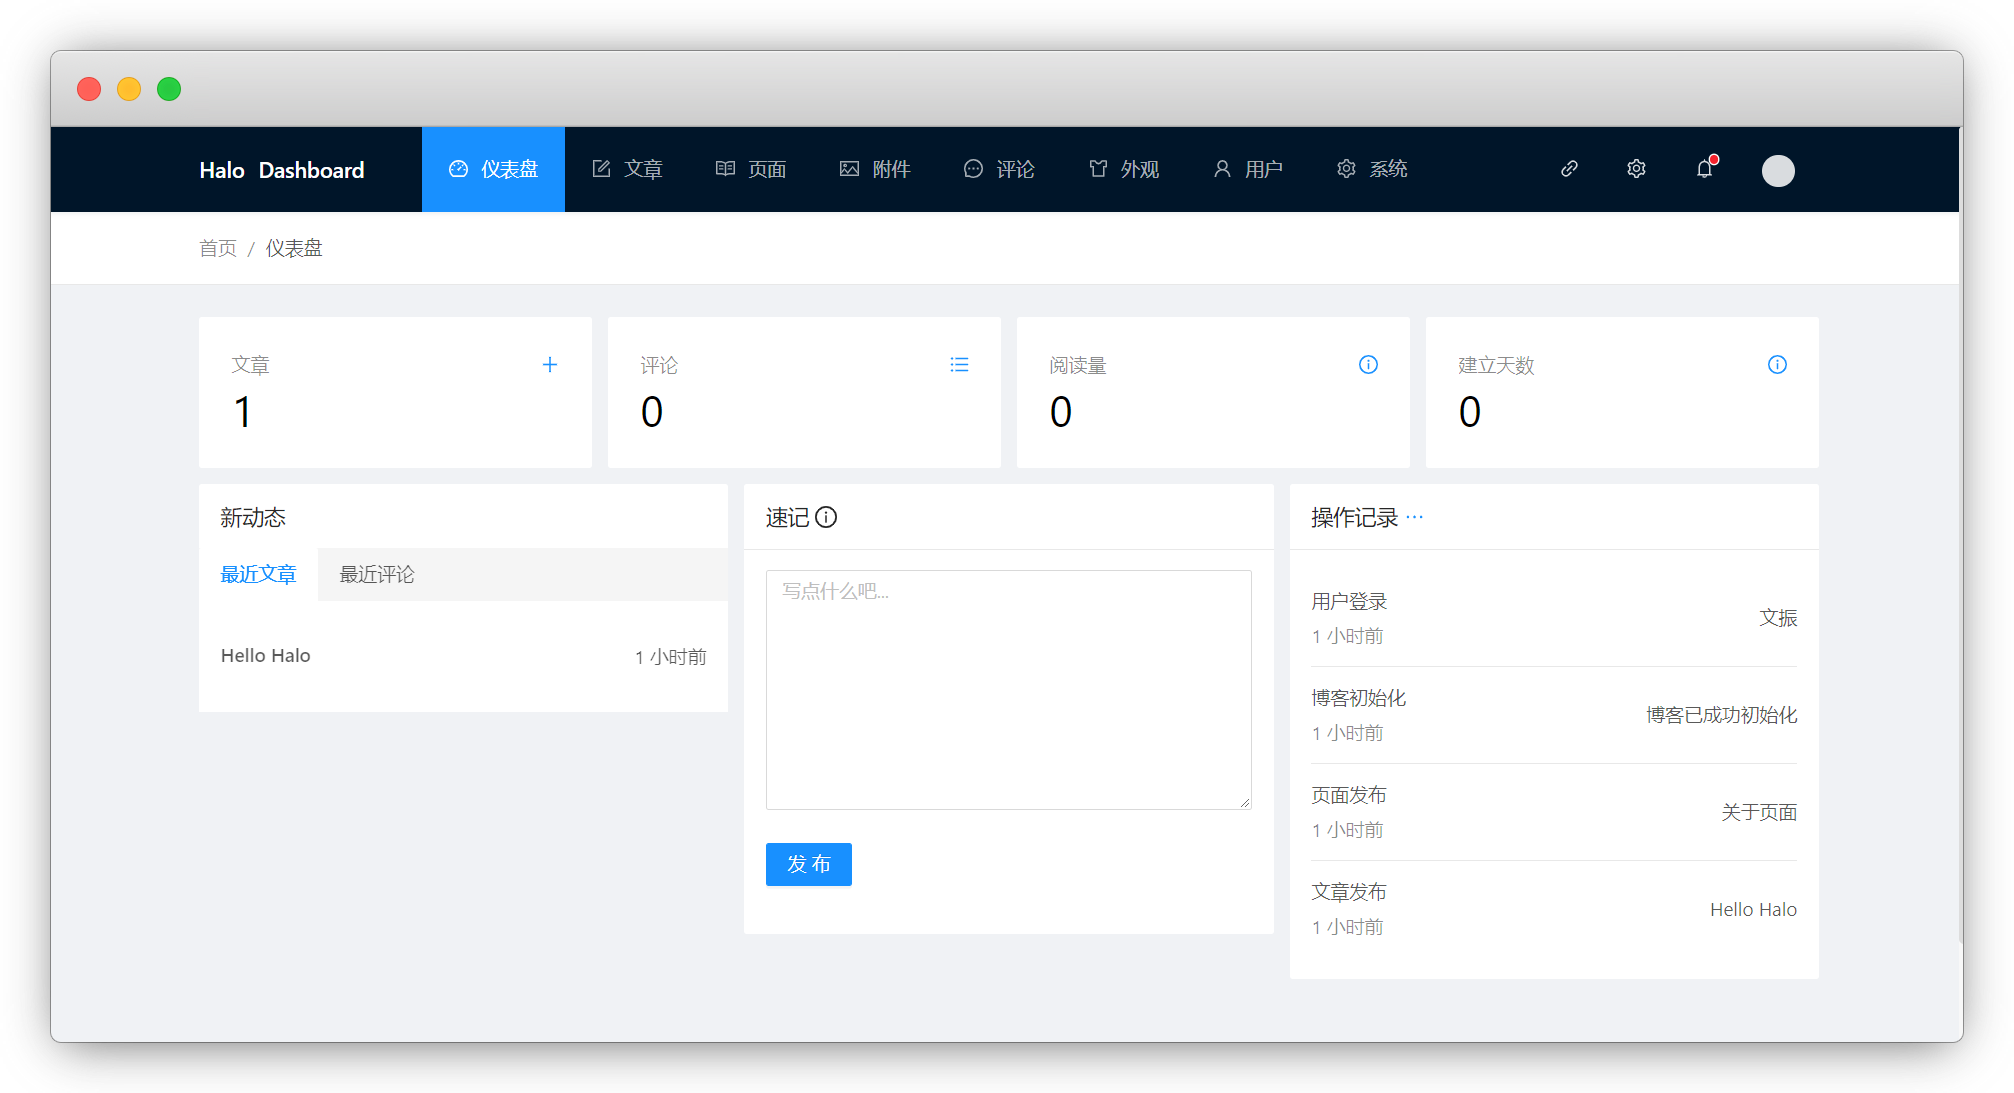 Halo Dashboard 仪表盘 文章 页面 附件 评论 外观 用户 系统
首页 / 仪表盘
文章
1
评论
0
阅读量
0
建立天数
0
新动态
最近文章 最近评论
Hello Halo 1 小时前
速记
写点什么吧...
发 布
操作记录 ···
用户登录
1 小时前
文振
博客初始化
1 小时前
博客已成功初始化
页面发布
1 小时前
关于页面
文章发布
1 小时前
Hello Halo